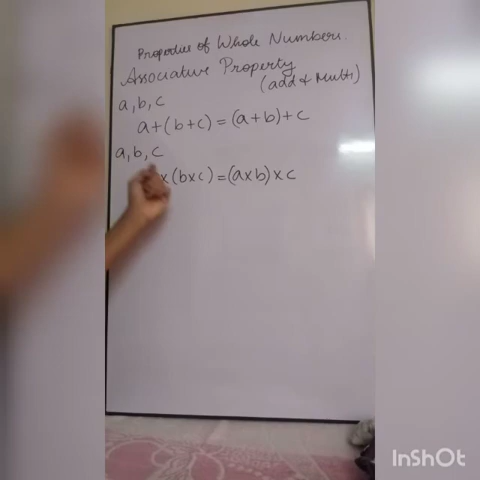 Properties of Whole Numbers.
Associative Property
(add & Multi)
a, b, c
a+(b+c)=(a+b)+c
a, b, c
x(bxc)=(axb)xc
InShOt